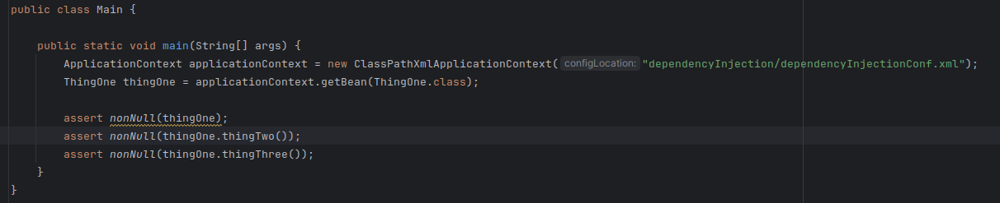 public class Main {
public static void main(String[] args) {
ApplicationContext applicationContext = new ClassPathXmlApplicationContext( configLocation: "dependencyInjection/dependencyInjectionConf.xml");
ThingOne thingOne = applicationContext.getBean(ThingOne.class);
assert nonNull(thingOne);
assert nonNull(thingOne.thingTwo());
assert nonNull(thingOne.thingThree());
}
}